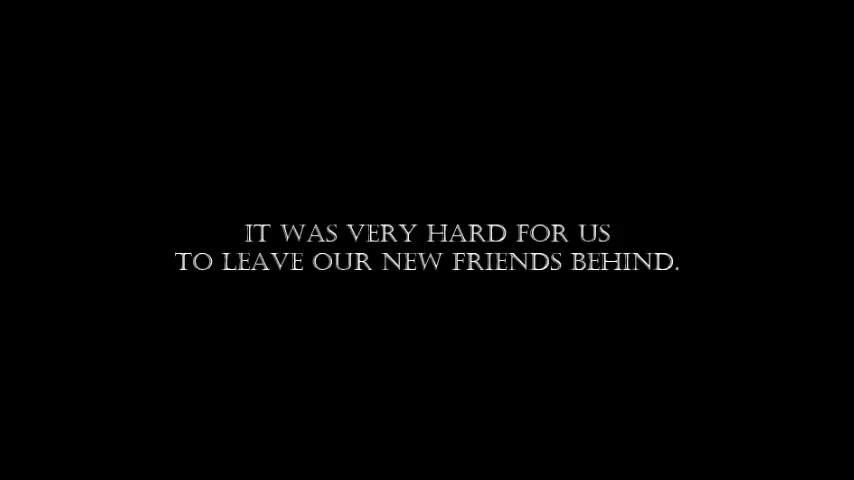 IT WAS VERY HARD FOR US
TO LEAVE OUR NEW FRIENDS BEHIND.